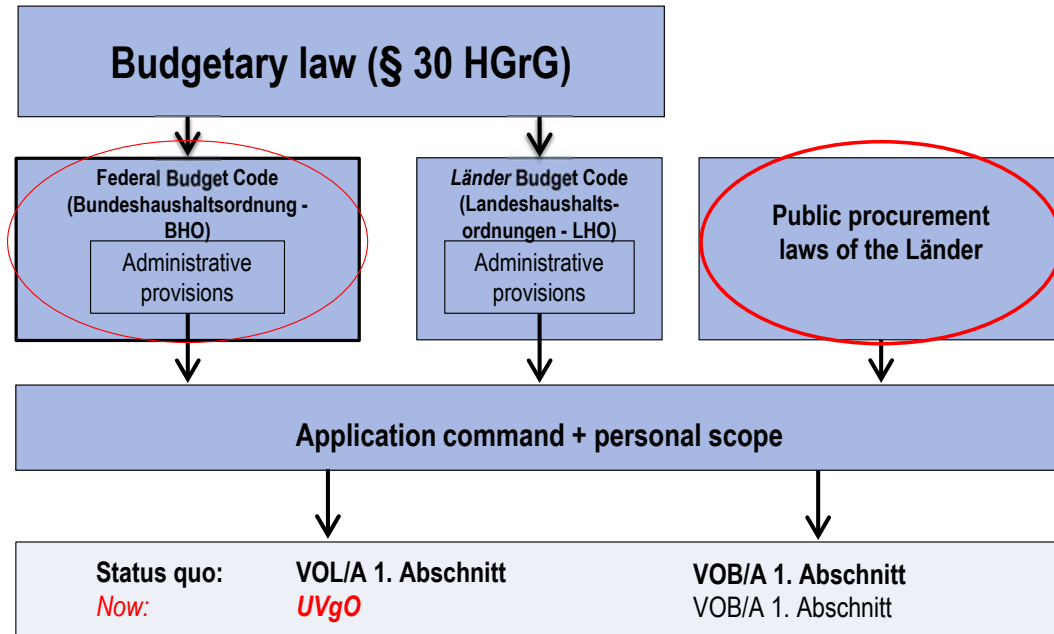 Budgetary law (§ 30 HGrG)
Federal Budget Code
(Bundeshaushaltsordnung -
BHO)
Administrative
provisions
Länder Budget Code
(Landeshaushalts-
ordnungen - LHO)
Administrative
provisions
Public procurement
laws of the Länder
Application command + personal scope
Status quo: VOL/A 1. Abschnitt VOB/A 1. Abschnitt
Now: UVgO VOB/A 1. Abschnitt